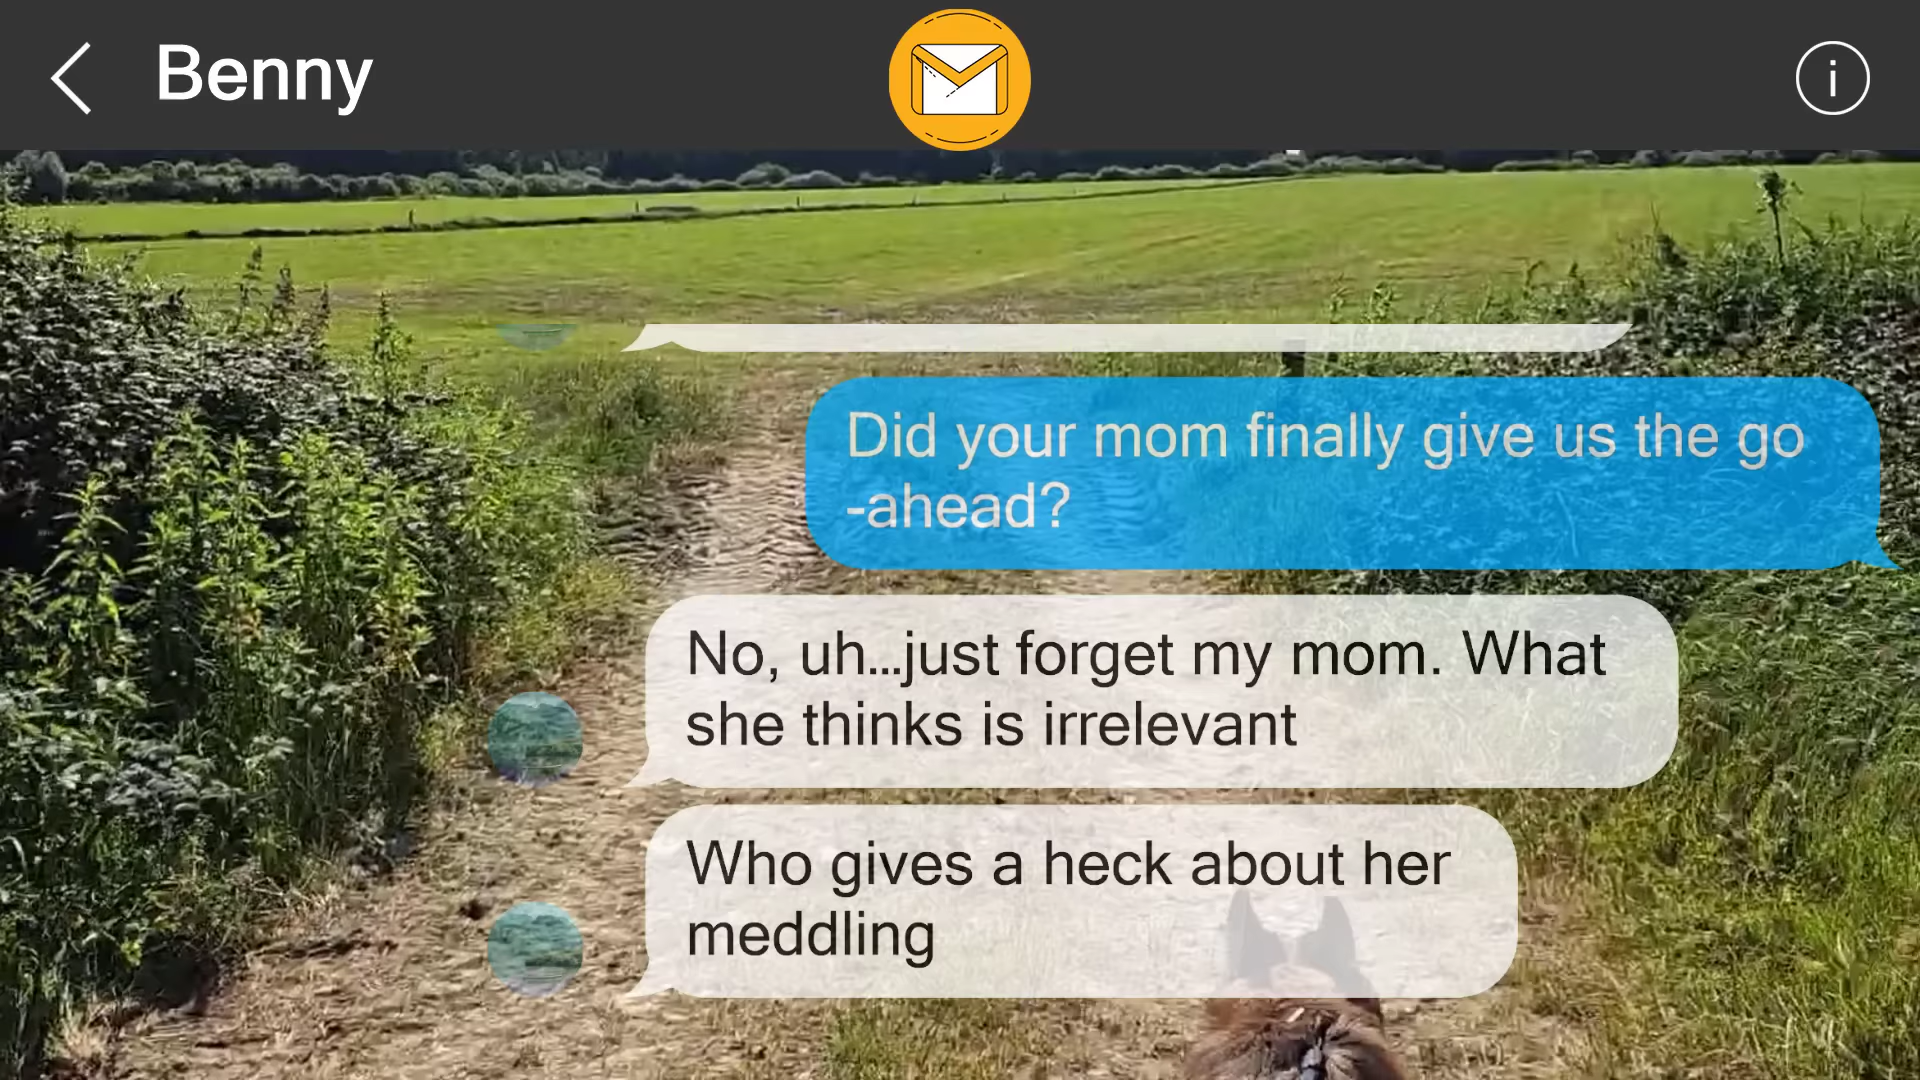 Benny
Did your mom finally give us the go
-ahead?
No, uh...just forget my mom. What
she thinks is irrelevant
Who gives a heck about her
meddling